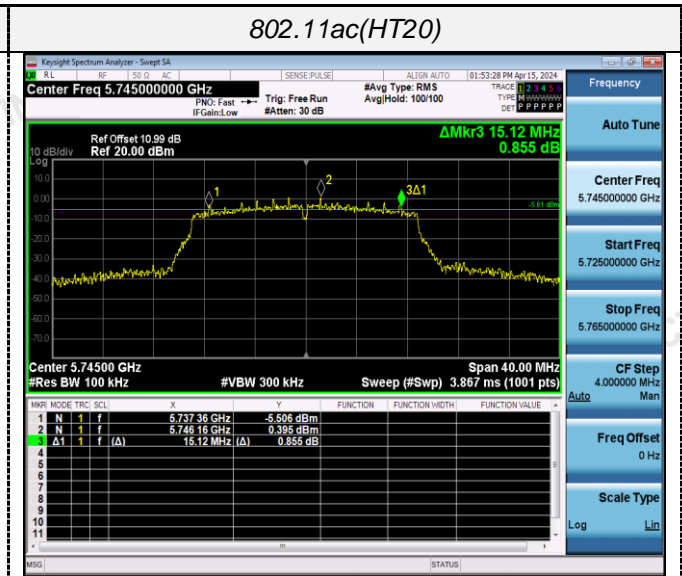 802.11ac(HT20)
Keysight Spectrum Analyzer - Swept SA
RL RF 50 Ω AC SENSE:PULSE ALIGN AUTO 01:53:28 PM Apr 15, 2024
Center Freq 5.745000000 GHz
PNO: Fast
IFGain:Low
Trig: Free Run
#Atten: 30 dB
#Avg Type: RMS
Avg|Hold: 100/100
TRACE 1 2 3 4 5 6
TYPE M WWWWW
DET P P P P P P
Ref Offset 10.99 dB
10 dB/div Ref 20.00 dBm
Log
ΔMkr3 15.12 MHz
0.855 dB
10.0
0.00
-10.0
-20.0
-30.0
-40.0
-50.0
-60.0
-70.0
1
2
3Δ1
-5.61 dBm
Center 5.74500 GHz Span 40.00 MHz
#Res BW 100 kHz #VBW 300 kHz Sweep (#Swp) 3.867 ms (1001 pts)
MKR MODE TRC SCL X Y FUNCTION FUNCTION WIDTH FUNCTION VALUE
1 N 1 f 5.737 36 GHz -5.506 dBm
2 N 1 f 5.746 16 GHz 0.395 dBm
3 Δ1 1 f (Δ) 15.12 MHz (Δ) 0.855 dB
4
5
6
7
8
9
10
11
MSG STATUS
Frequency
Auto Tune
Center Freq
5.745000000 GHz
Start Freq
5.725000000 GHz
Stop Freq
5.765000000 GHz
CF Step
4.000000 MHz
Auto Man
Freq Offset
0 Hz
Scale Type
Log Lin